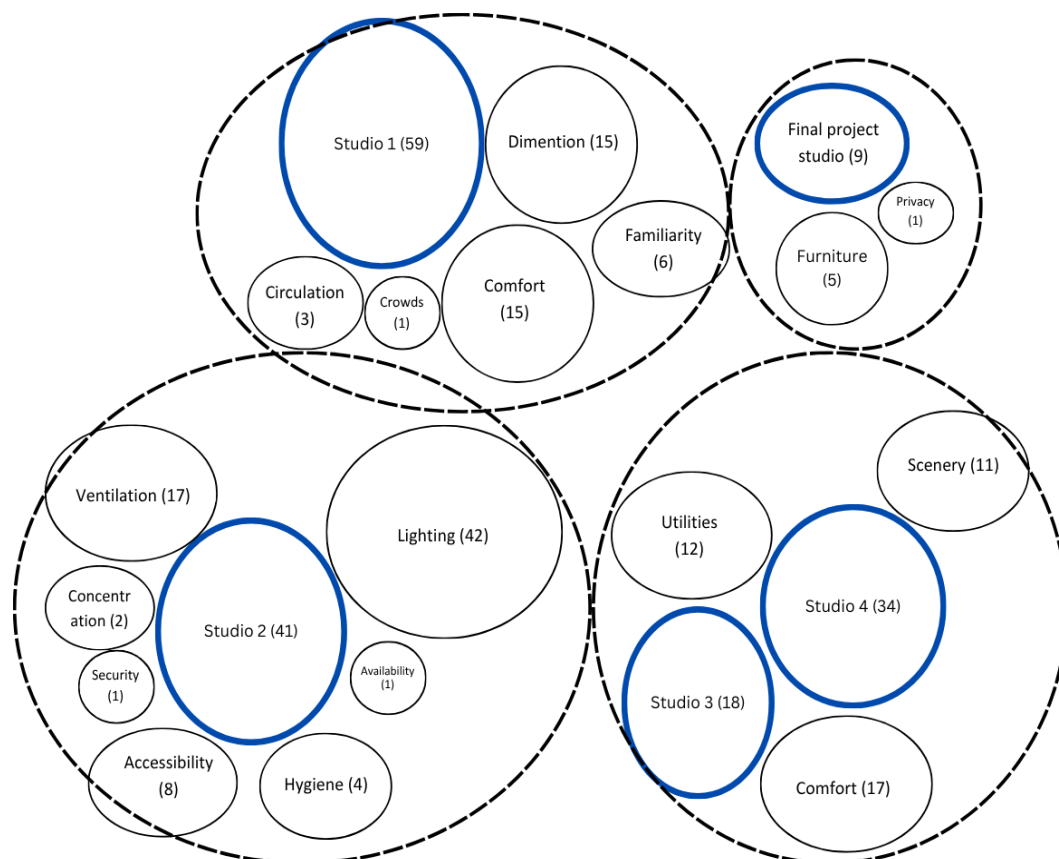 Studio 1 (59)
Dimention (15)
Familiarity
(6)
Circulation
(3)
Crowds
(1)
Comfort
(15)
Final project
studio (9)
Privacy
(1)
Furniture
(5)
Ventilation (17)
Lighting (42)
Concentr
ation (2)
Studio 2 (41)
Security
(1)
Availability
(1)
Accessibility
(8)
Hygiene (4)
Scenery (11)
Utilities
(12)
Studio 4 (34)
Studio 3 (18)
Comfort (17)